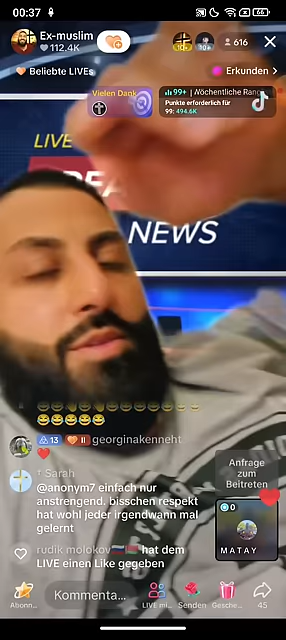 00:37
66
Ex-muslim
112.4K
616
Beliebte LIVEs
Erkunden >
Vielen Dank
99+ | Wöchentliche Rang
Punkte erforderlich für
99: 494.6K
LIVE
BREA
NEWS
13 II georginakenneht
† Sarah
@anonym7 einfach nur
anstrengend. bisschen respekt
hat wohl jeder irgendwann mal
gelernt
Anfrage
zum
Beitreten
0
MATAY
rudik molokov🇷🇺 hat dem
LIVE einen Like gegeben
Kommenta...
Abonn...
LIVE mi...
Senden
Gesche...
45